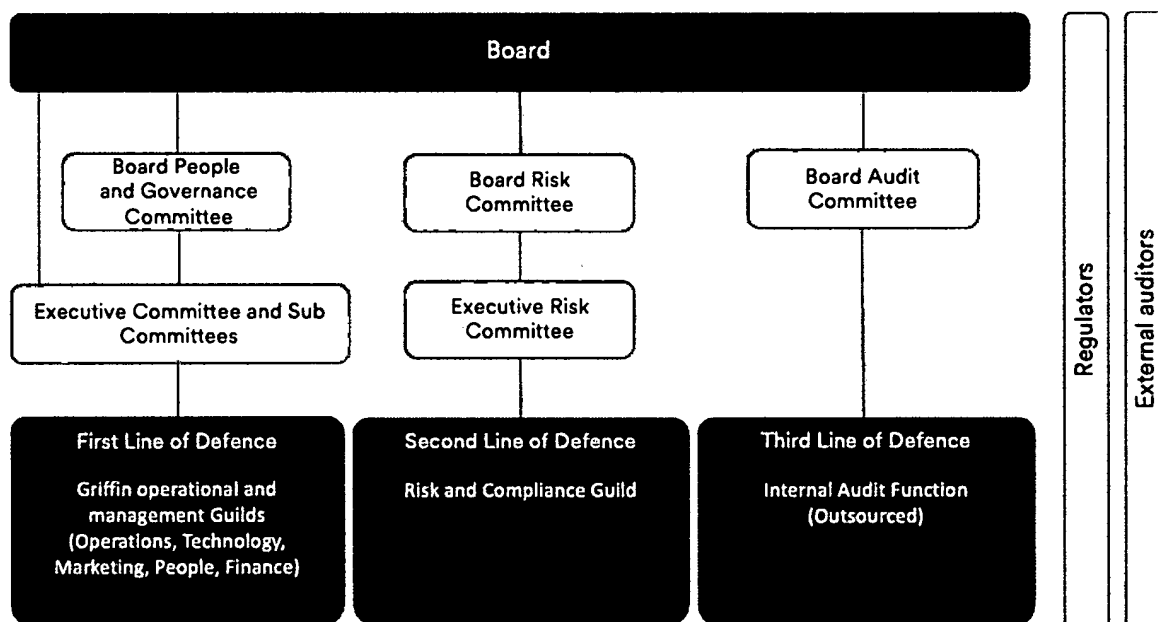 Board
Board People
and Governance
Committee
Board Risk
Committee
Board Audit
Committee
Executive Committee and Sub
Committees
Executive Risk
Committee
First Line of Defence
Griffin operational and
management Guilds
(Operations, Technology,
Marketing, People, Finance)
Second Line of Defence
Risk and Compliance Guild
Third Line of Defence
Internal Audit Function
(Outsourced)
Regulators
External auditors